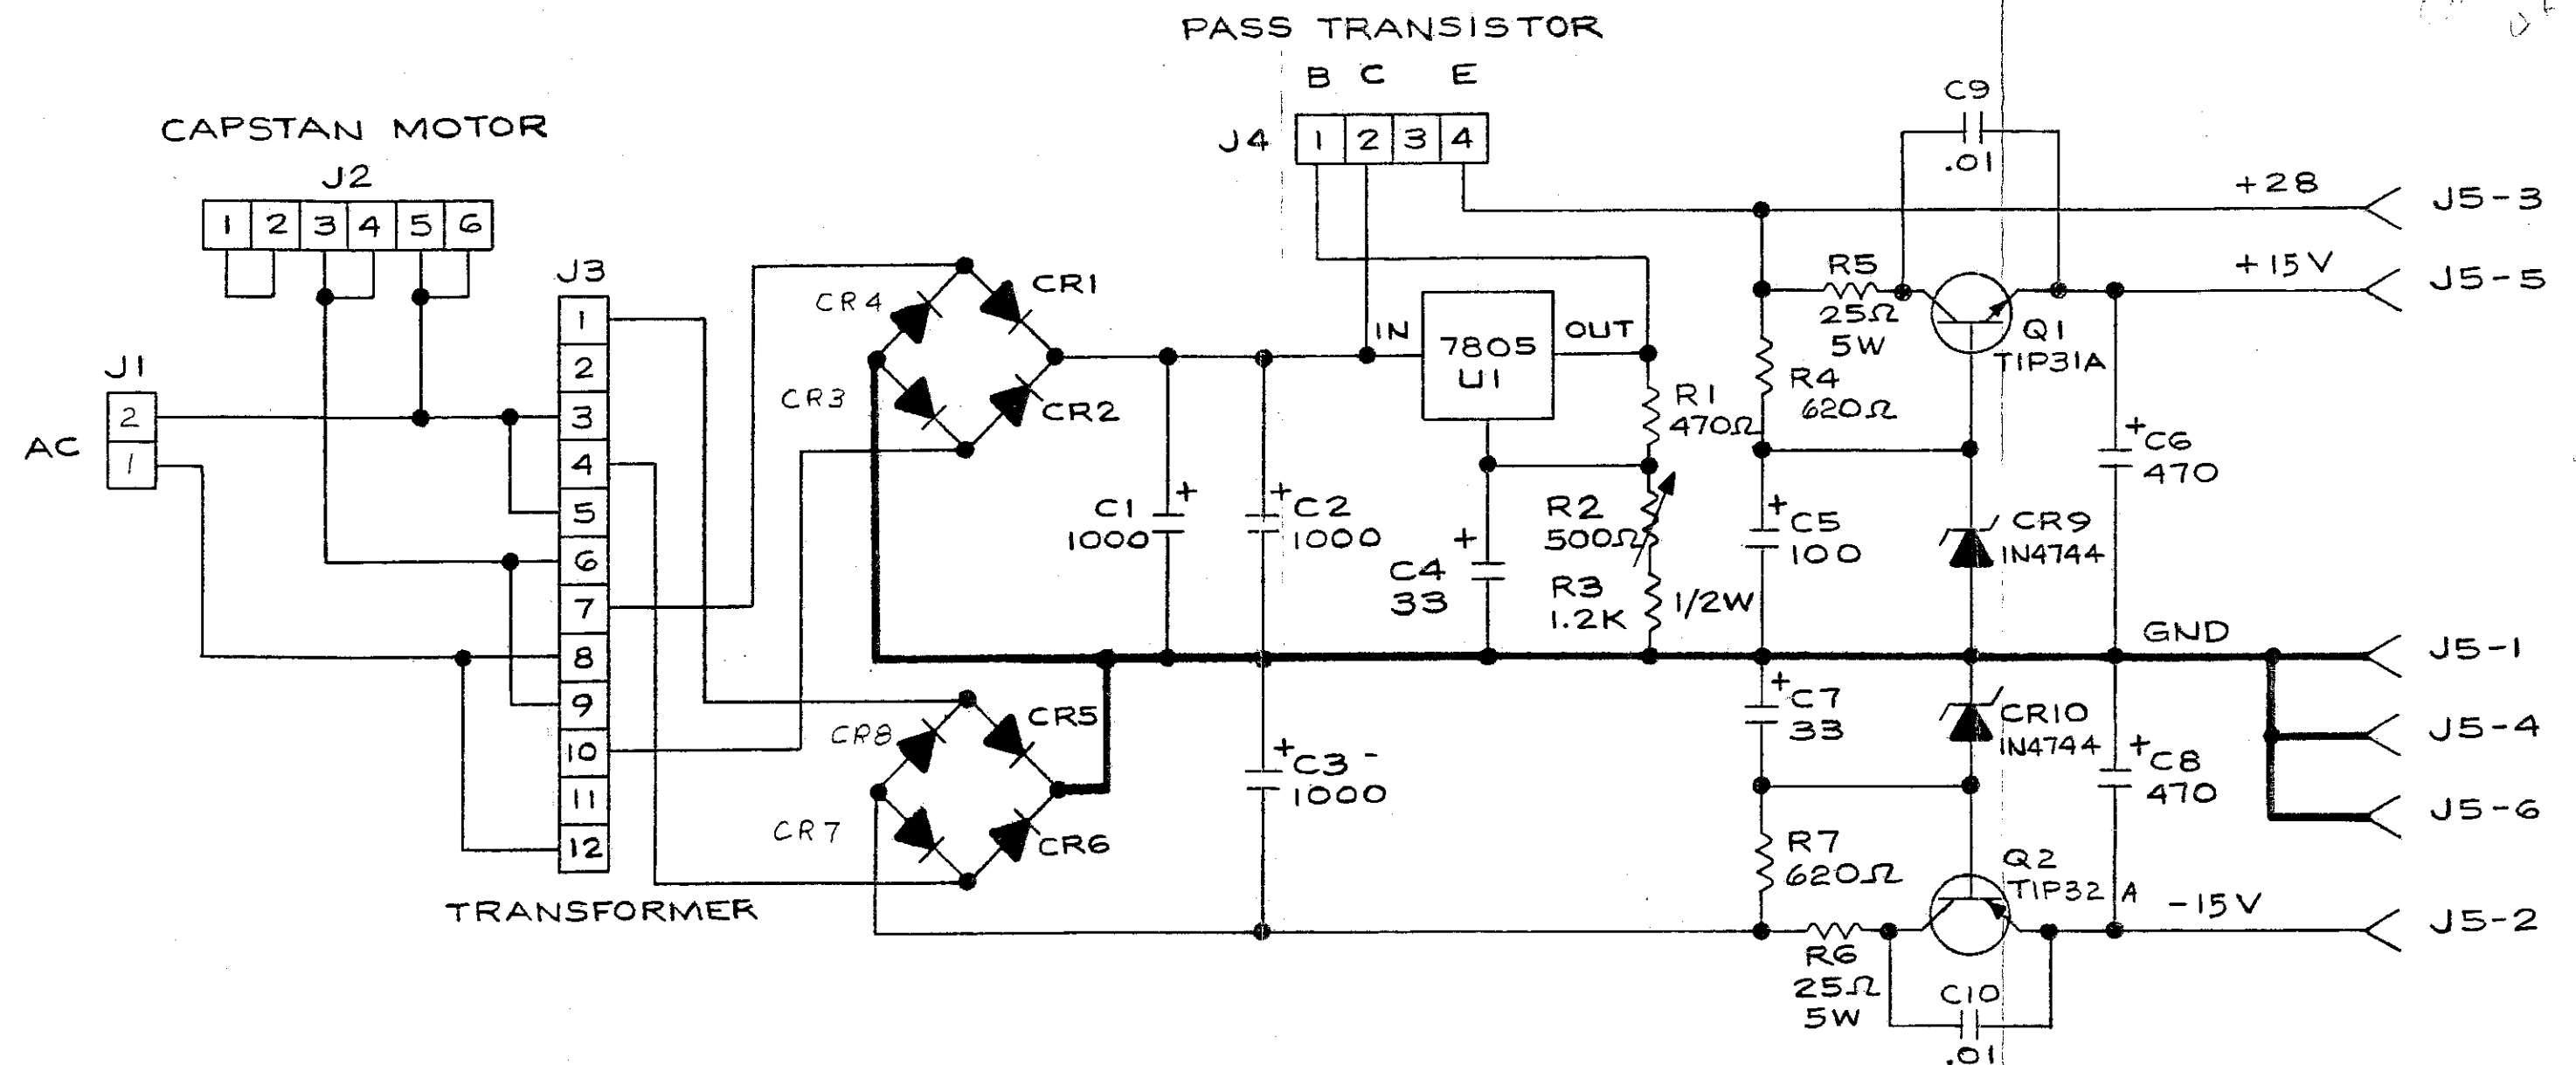 PASS TRANSISTOR
B C E
J4 1 2 3 4
C9
.01
CAPSTAN MOTOR
J2
1 2 3 4 5 6
J1
2
1
AC
J3
1
2
3
4
5
6
7
8
9
10
11
12
TRANSFORMER
CR4
CR1
CR3
CR2
CR8
CR5
CR7
CR6
+
C1
1000
+
C2
1000
+
C3 -
1000
IN
7805
U1
OUT
+
C4
33
R1
470Ω
R2
500Ω
R3
1.2K
1/2W
R5
25Ω
5W
R4
620Ω
+
C5
100
Q1
TIP31A
CR9
1N4744
+
C6
470
+
C7
33
CR10
1N4744
+
C8
470
R7
620Ω
Q2
TIP32 A
R6
25Ω
5W
C10
.01
+28
J5-3
+15V
J5-5
GND
J5-1
J5-4
J5-6
-15V
J5-2